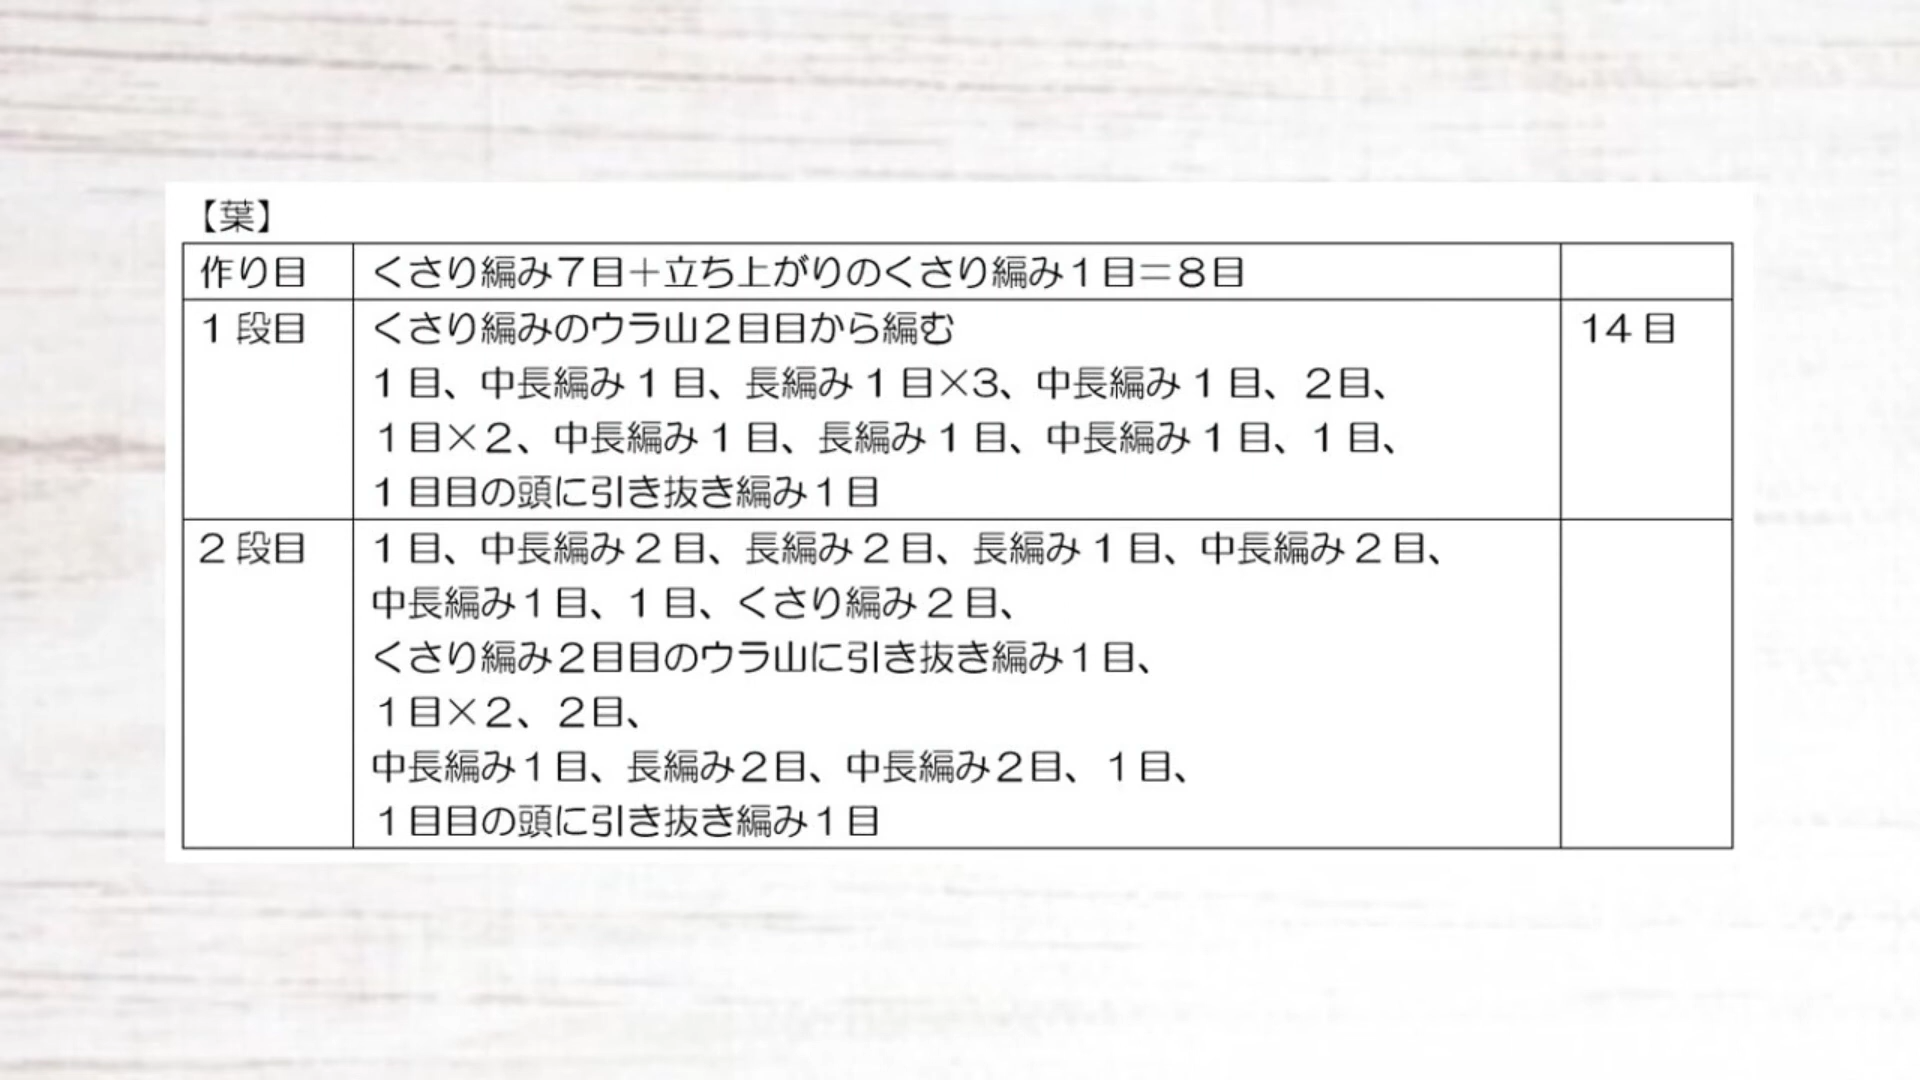 【葉】
作り目 くさり編み７目＋立ち上がりのくさり編み１目＝８目
１段目 くさり編みのウラ山２目目から編む 14目
１目、中長編み１目、長編み１目×3、中長編み１目、２目、
１目×２、中長編み１目、長編み１目、中長編み１目、１目、
１目目の頭に引き抜き編み１目
２段目 １目、中長編み２目、長編み２目、長編み１目、中長編み２目、
中長編み１目、１目、くさり編み２目、
くさり編み２目目のウラ山に引き抜き編み１目、
１目×２、２目、
中長編み１目、長編み２目、中長編み２目、１目、
１目目の頭に引き抜き編み１目